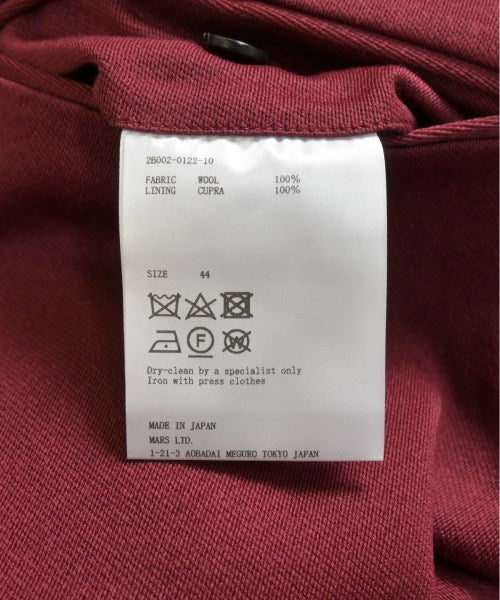 2B002-0122-10
FABRIC WOOL 100%
LINING CUPRA 100%
SIZE 44
F W
Dry-clean by a specialist only
Iron with press clothes
MADE IN JAPAN
MARS LTD.
1-21-3 AOBADAI MEGURO TOKYO JAPAN